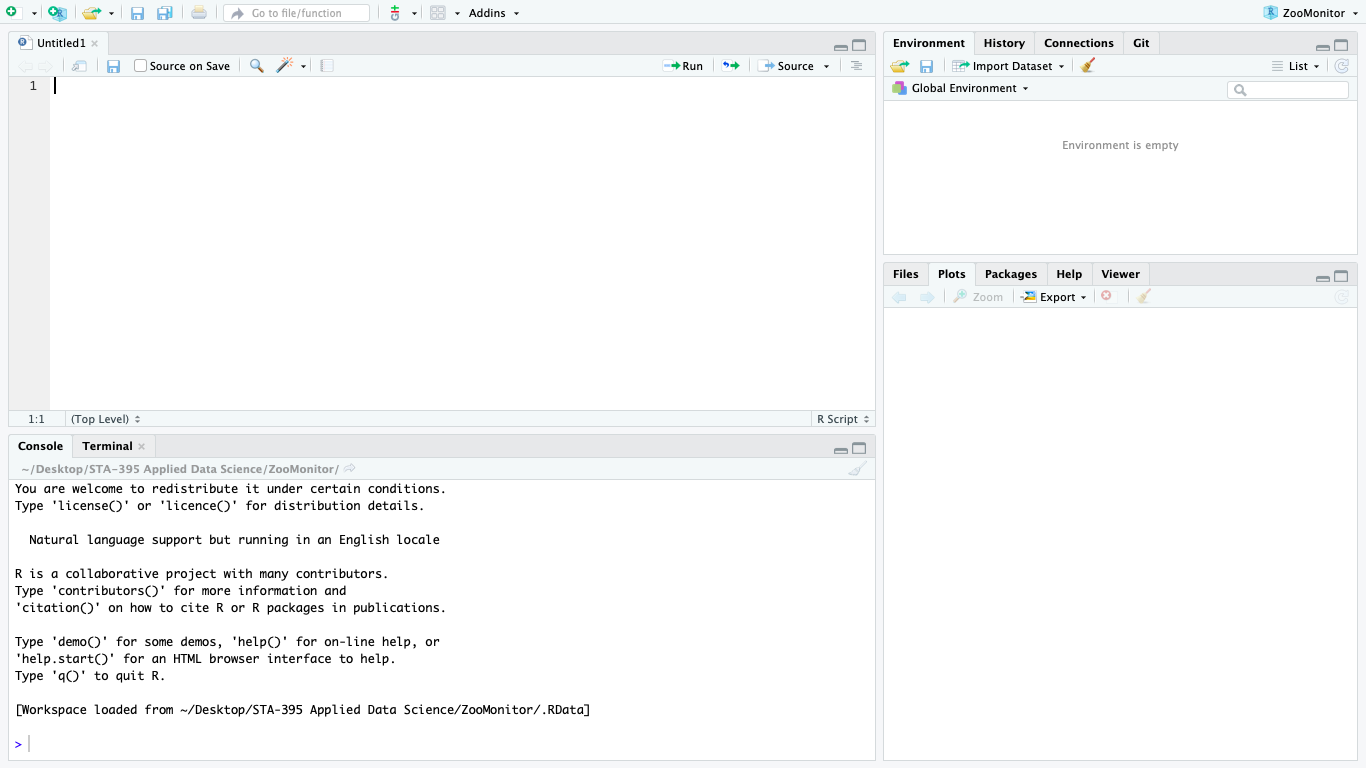 Go to file/function
Addins
ZooMonitor
Untitled1
Source on Save
Run
Source
1
1:1
(Top Level)
R Script
Console
Terminal
~/Desktop/STA-395 Applied Data Science/ZooMonitor/
You are welcome to redistribute it under certain conditions.
Type 'license()' or 'licence()' for distribution details.
Natural language support but running in an English locale
R is a collaborative project with many contributors.
Type 'contributors()' for more information and
'citation()' on how to cite R or R packages in publications.
Type 'demo()' for some demos, 'help()' for on-line help, or
'help.start()' for an HTML browser interface to help.
Type 'q()' to quit R.
[Workspace loaded from ~/Desktop/STA-395 Applied Data Science/ZooMonitor/.RData]
>
Environment
History
Connections
Git
Import Dataset
List
Global Environment
Environment is empty
Files
Plots
Packages
Help
Viewer
Zoom
Export